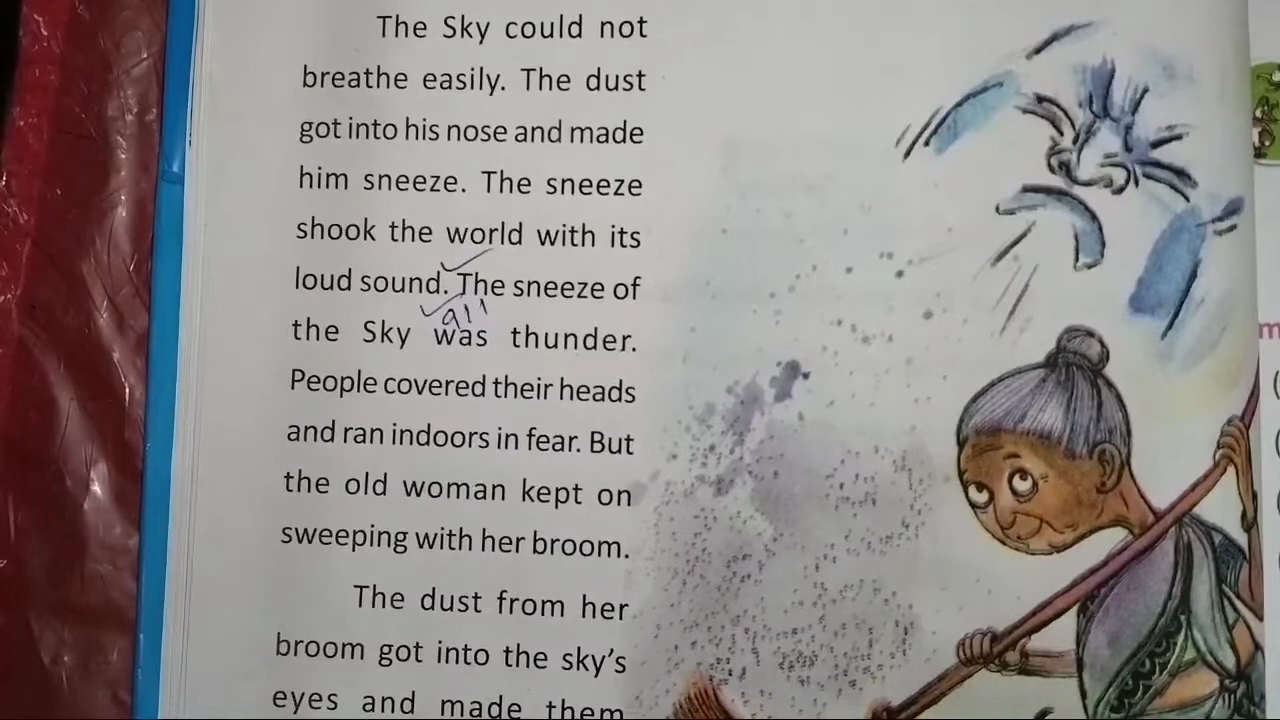 The Sky could not
breathe easily. The dust
got into his nose and made
him sneeze. The sneeze
shook the world with its
loud sound. The sneeze of
all
the Sky was thunder.
People covered their heads
and ran indoors in fear. But
the old woman kept on
sweeping with her broom.
The dust from her
broom got into the sky's
eyes and made them